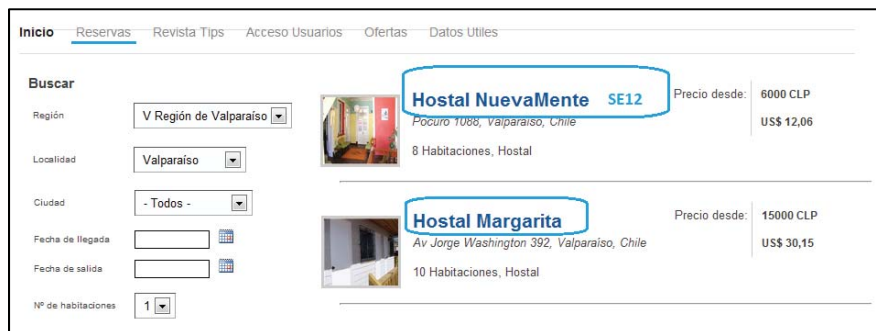 Inicio Reservas Revista Tips Acceso Usuarios Ofertas Datos Utiles
Buscar
Región V Región de Valparaíso
Localidad Valparaíso
Ciudad - Todos -
Fecha de llegada
Fecha de salida
Nº de habitaciones 1
Hostal NuevaMente SE12
Pocuro 1088, Valparaíso, Chile
8 Habitaciones, Hostal
Precio desde: 6000 CLP
US$ 12,06
Hostal Margarita
Av Jorge Washington 392, Valparaíso, Chile
10 Habitaciones, Hostal
Precio desde: 15000 CLP
US$ 30,15